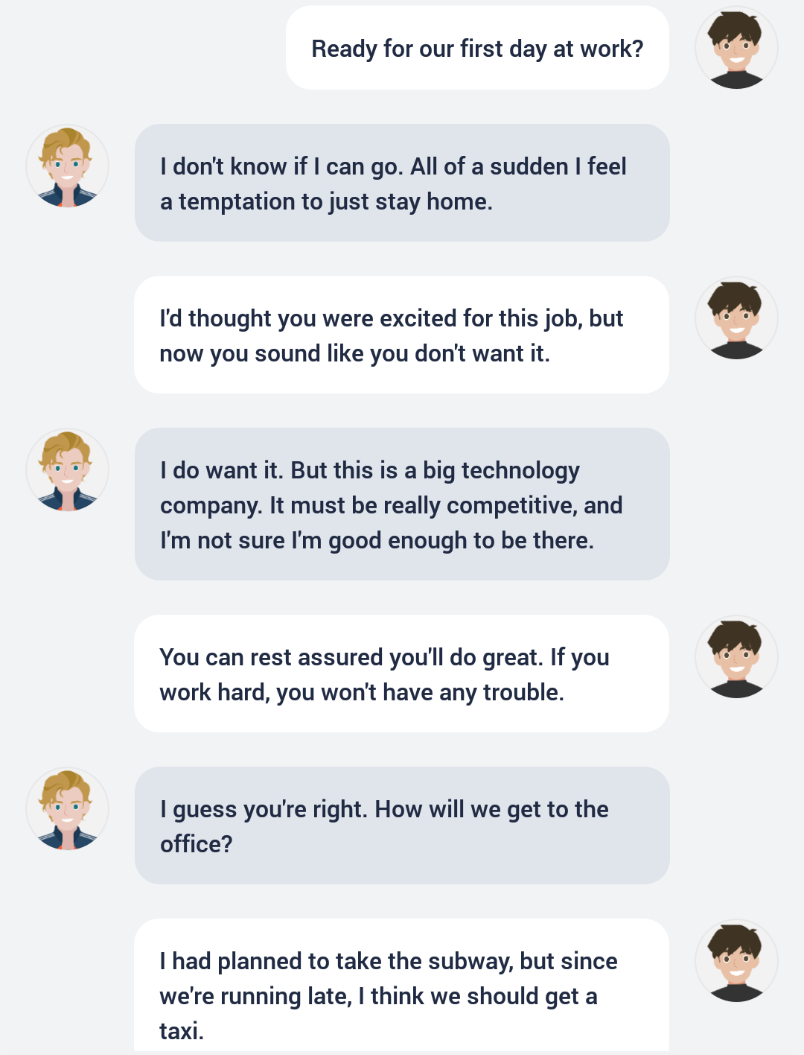 Ready for our first day at work?
I don't know if I can go. All of a sudden I feel
a temptation to just stay home.
I'd thought you were excited for this job, but
now you sound like you don't want it.
I do want it. But this is a big technology
company. It must be really competitive, and
I'm not sure I'm good enough to be there.
You can rest assured you'll do great. If you
work hard, you won't have any trouble.
I guess you're right. How will we get to the
office?
I had planned to take the subway, but since
we're running late, I think we should get a
taxi.